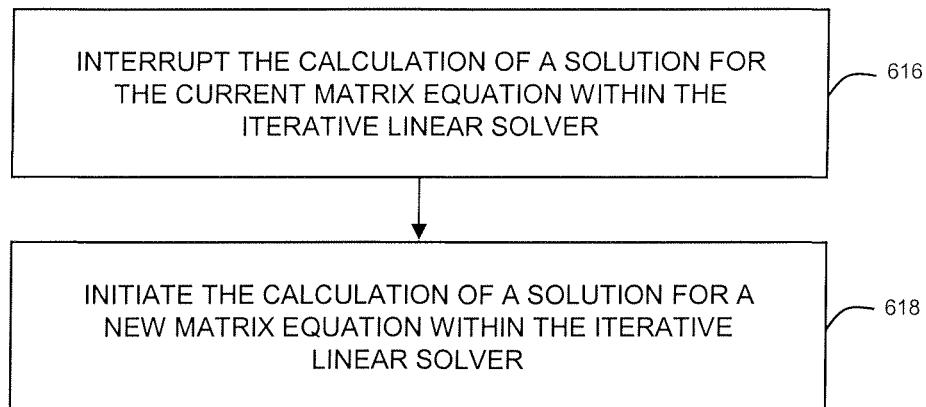 INTERRUPT THE CALCULATION OF A SOLUTION FOR
THE CURRENT MATRIX EQUATION WITHIN THE
ITERATIVE LINEAR SOLVER
616
INITIATE THE CALCULATION OF A SOLUTION FOR A
NEW MATRIX EQUATION WITHIN THE ITERATIVE
LINEAR SOLVER
618